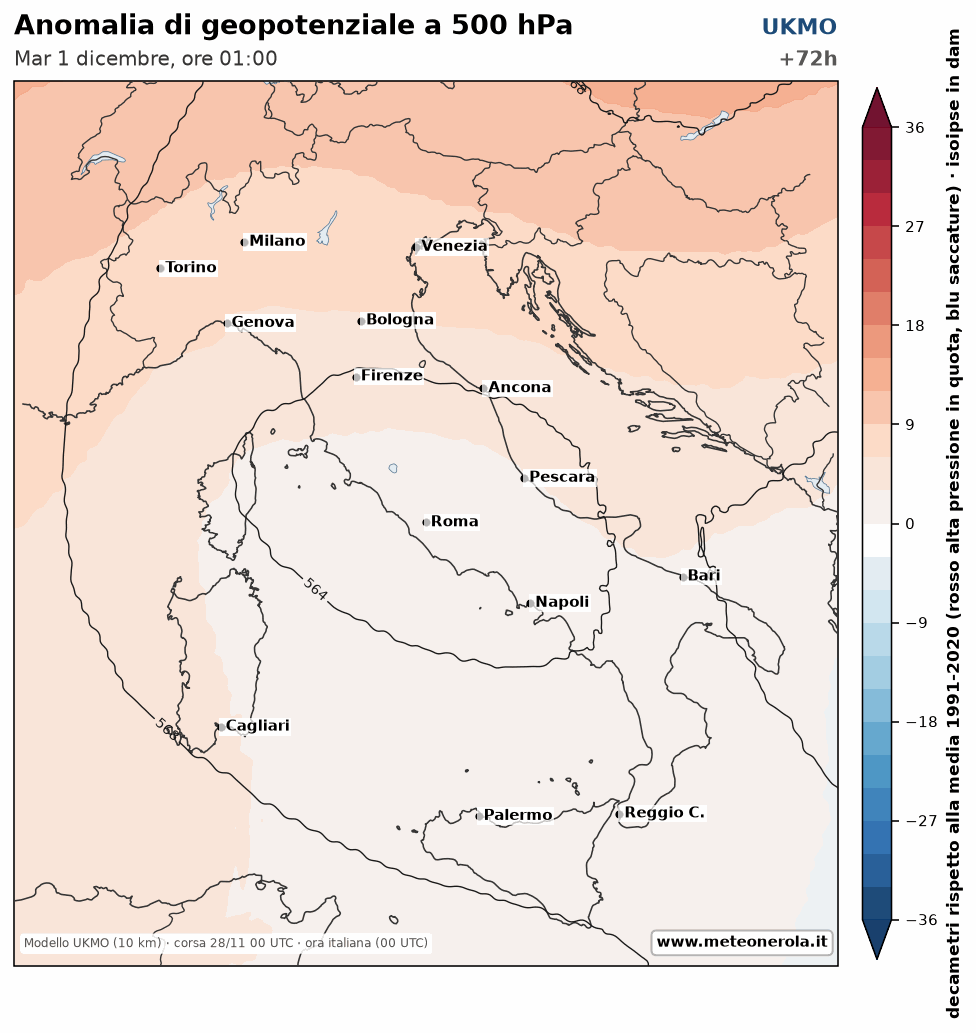 Anomalia di geopotenziale a 500 hPa
UKMO
Mar 1 dicembre, ore 01:00
+72h
Milano
Venezia
Torino
Genova
Bologna
Firenze
Ancona
Pescara
Roma
Bari
564
Napoli
Cagliari
Palermo
Reggio C.
Modello UKMO (10 km) · corsa 28/11 00 UTC · ora italiana (00 UTC)
www.meteonerola.it
36
27
18
9
0
−9
−18
−27
−36
decametri rispetto alla media 1991-2020 (rosso alta pressione in quota, blu saccature) · isoipse in dam